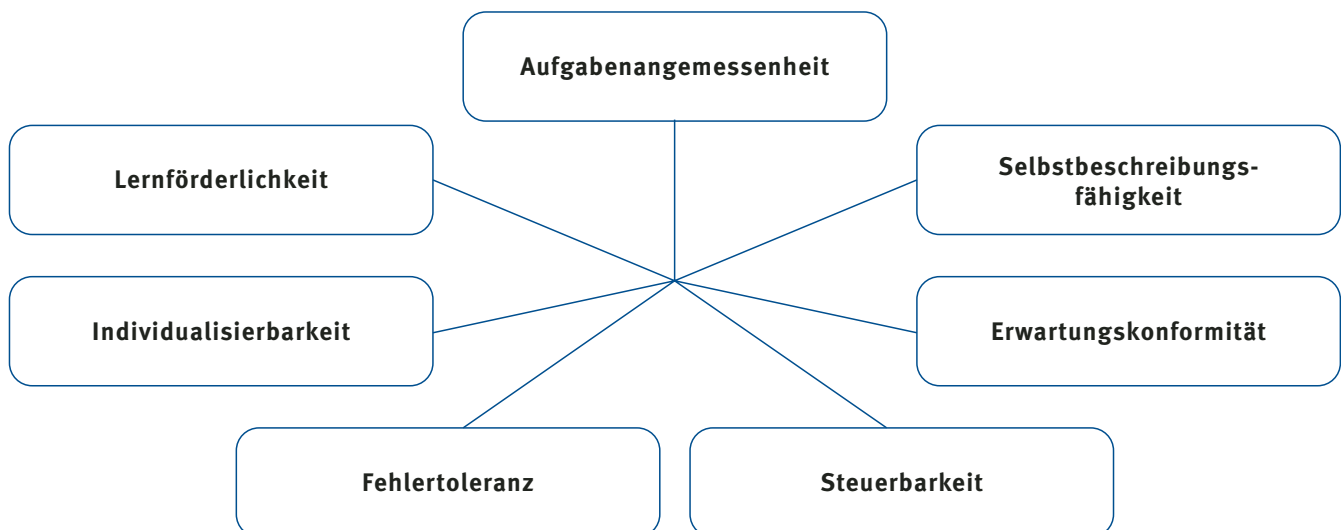 Aufgabenangemessenheit
Lernförderlichkeit
Selbstbeschreibungs-
fähigkeit
Individualisierbarkeit
Erwartungskonformität
Fehlertoleranz
Steuerbarkeit